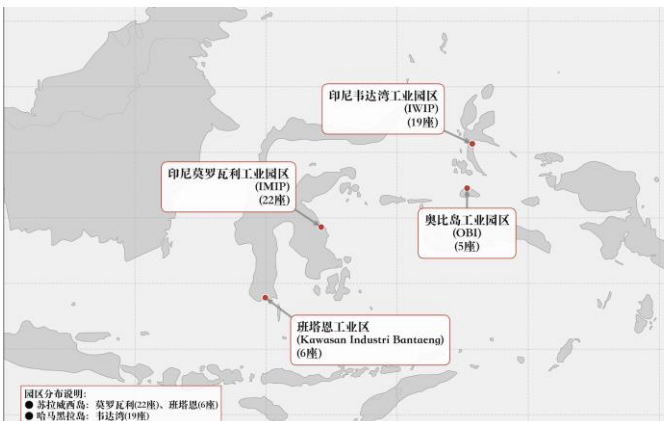 印尼韦达湾工业园区
(IWIP)
(19座)
印尼莫罗瓦利工业园区
(IMIP)
(22座)
奥比岛工业园区
(OBI)
(5座)
班塔恩工业区
(Kawasan Industri Bantaeng)
(6座)
园区分布说明:
● 苏拉威西岛: 莫罗瓦利(22座)、班塔恩(6座)
● 哈马黑拉岛: 韦达湾(19座)